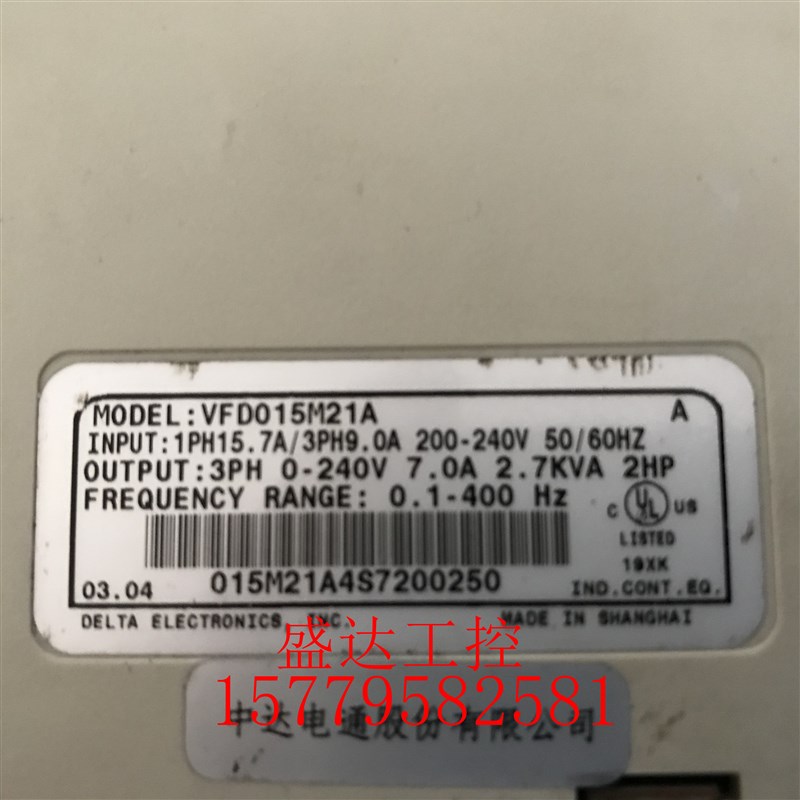 MODEL:VFD015M21A A
INPUT:1PH15.7A/3PH9.0A 200-240V 50/60HZ
OUTPUT:3PH 0-240V 7.0A 2.7KVA 2HP
FREQUENCY RANGE: 0.1-400 Hz
C UL US
LISTED
19XK
03.04 015M21A4S7200250 IND.CONT.EQ.
DELTA ELECTRONICS, INC. MADE IN SHANGHAI
盛达工控
15779582581
中达电通股份有限公司